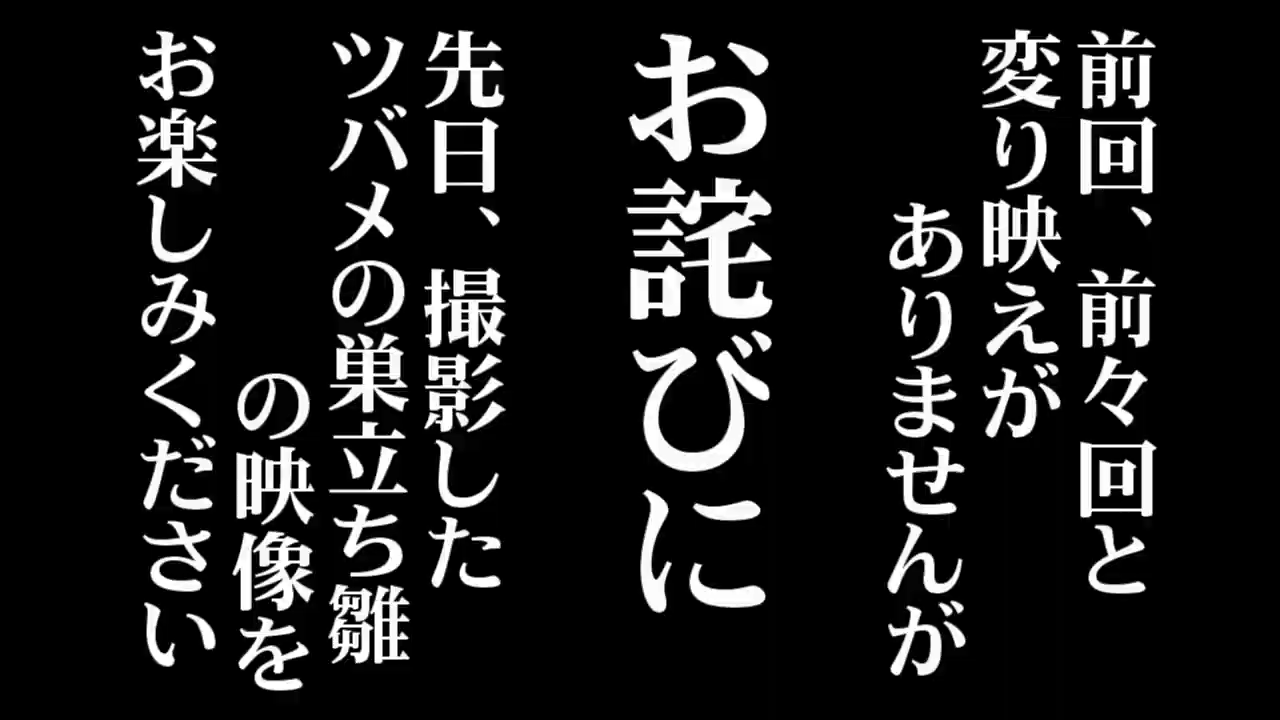 前回、前々回と
変り映えが
ありませんが
お詫びに
先日、撮影した
ツバメの巣立ち雛
の映像を
お楽しみください